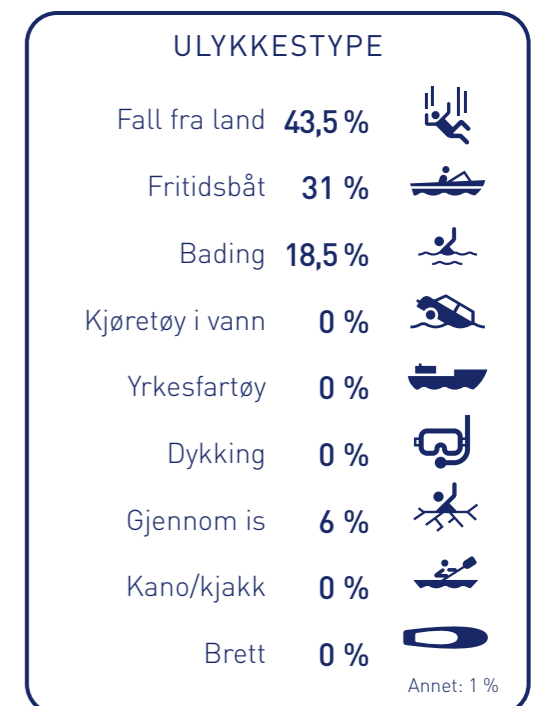 ULYKKESTYPE
Fall fra land 43,5 %
Fritidsbåt 31 %
Bading 18,5 %
Kjøretøy i vann 0 %
Yrkesfartøy 0 %
Dykking 0 %
Gjennom is 6 %
Kano/kjakk 0 %
Brett 0 %
Annet: 1 %